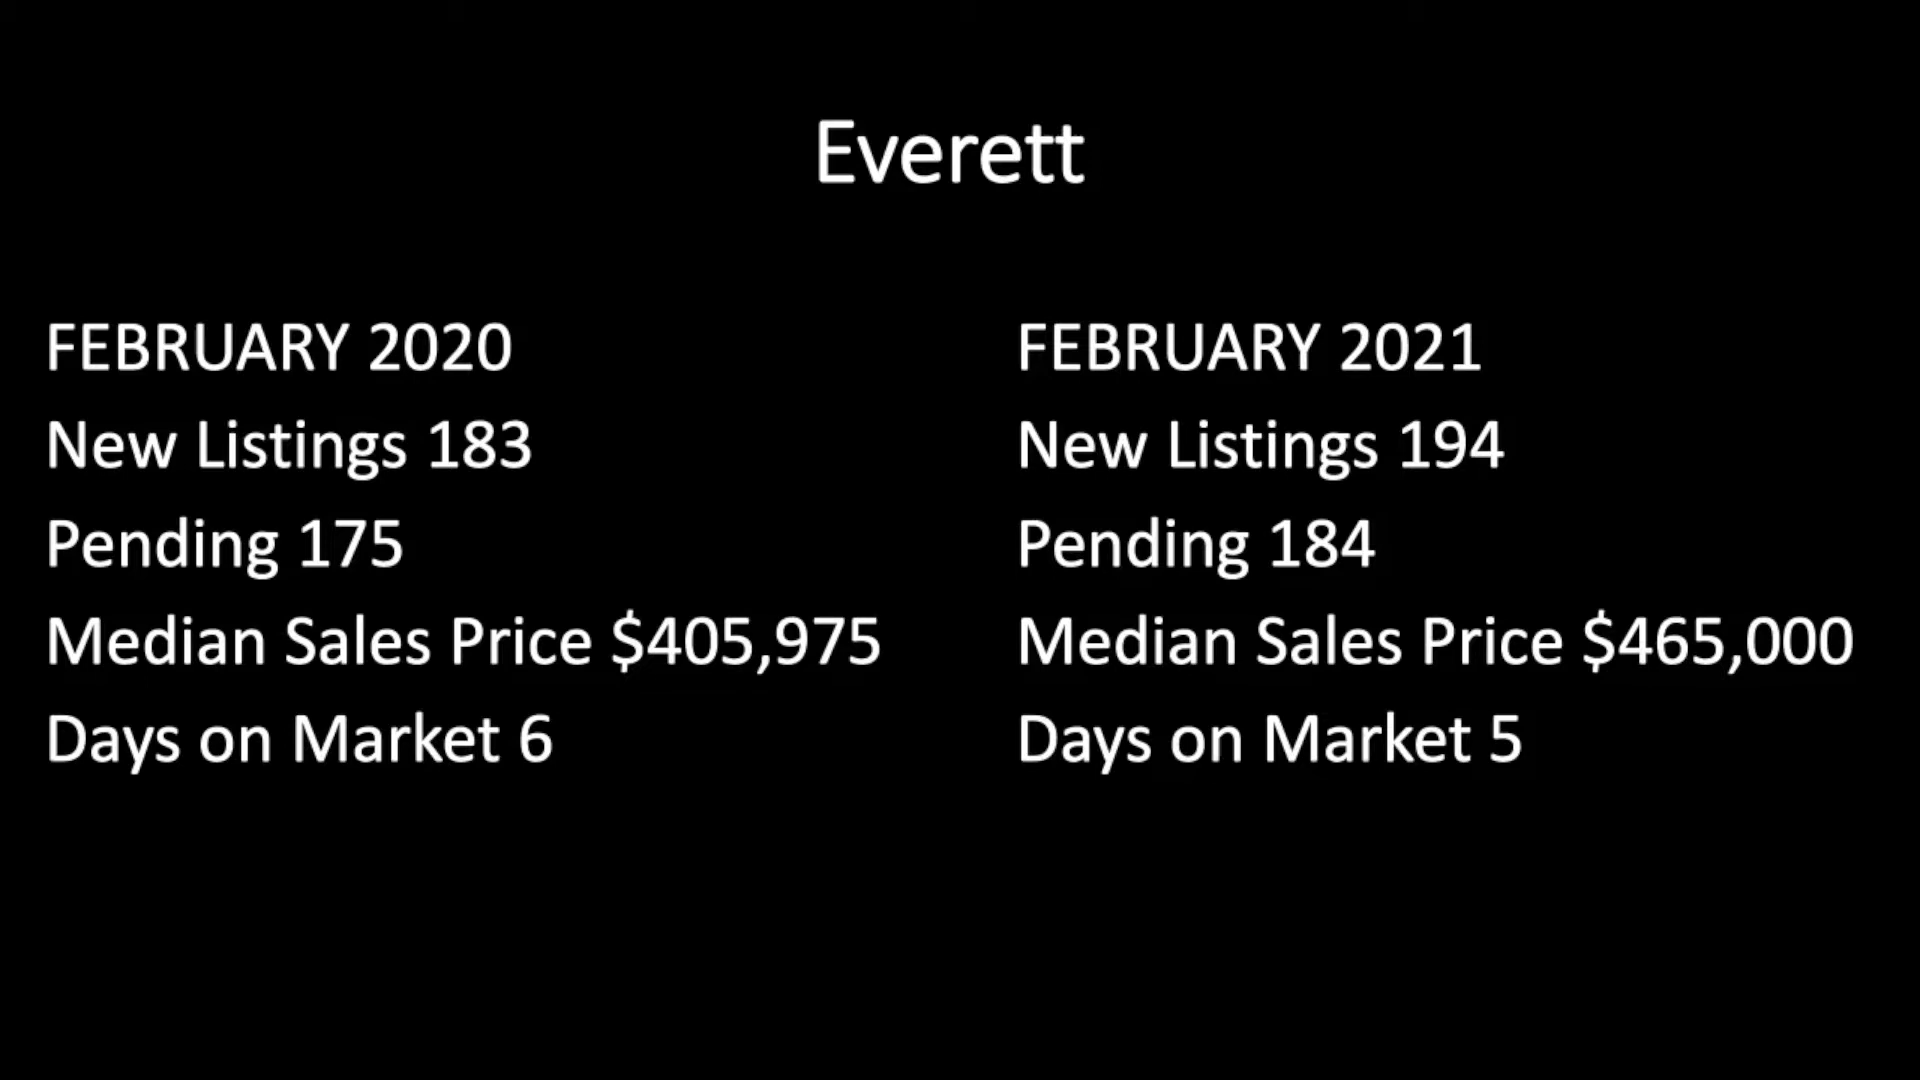 Everett
FEBRUARY 2020
New Listings 183
Pending 175
Median Sales Price $405,975
Days on Market 6
FEBRUARY 2021
New Listings 194
Pending 184
Median Sales Price $465,000
Days on Market 5